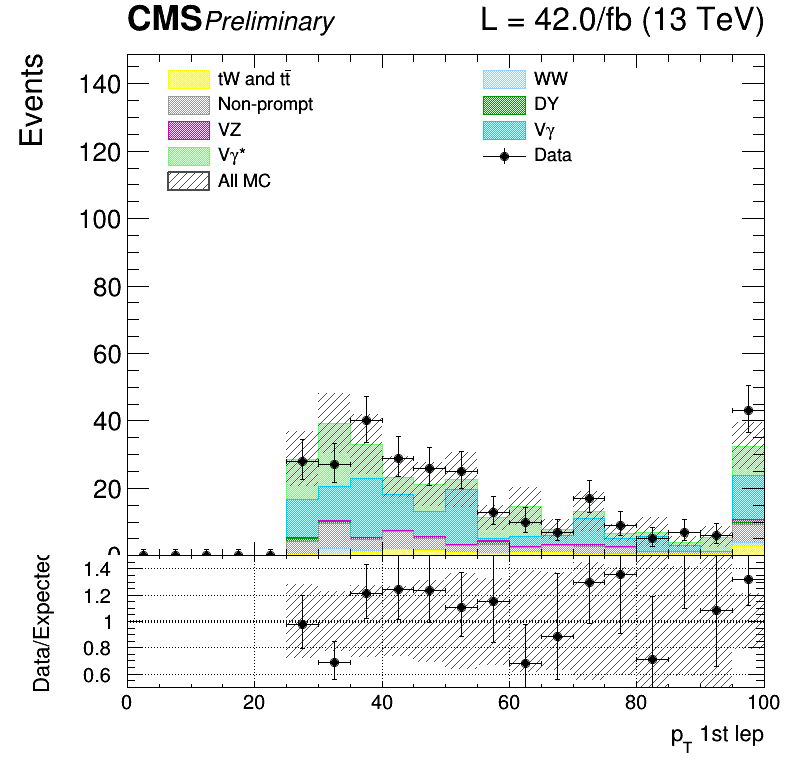 CMS Preliminary L = 42.0/fb (13 TeV)
Events
140
120
100
80
60
40
20
0
tW and tt̄
Non-prompt
VZ
Vγ*
All MC
WW
DY
Vγ
Data
Data/Expected
1.4
1.2
1
0.8
0.6
0 20 40 60 80 100
p_T 1st lep